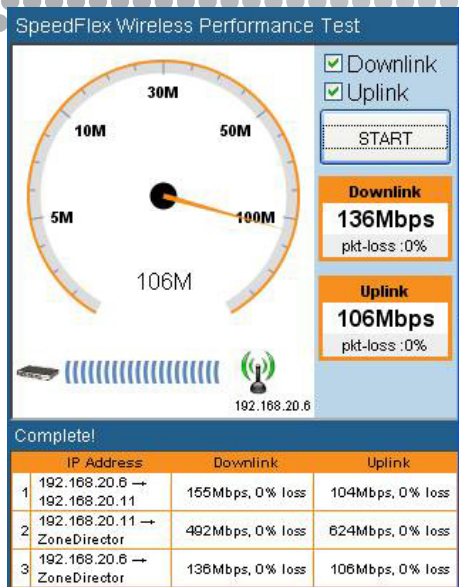 SpeedFlex Wireless Performance Test
Downlink
Uplink
START
30M
10M
50M
5M
100M
106M
Downlink
136Mbps
pkt-loss :0%
Uplink
106Mbps
pkt-loss :0%
192.168.20.6
Complete!
IP Address Downlink Uplink
1 192.168.20.6 →
192.168.20.11 155Mbps, 0% loss 104Mbps, 0% loss
2 192.168.20.11 →
ZoneDirector 492Mbps, 0% loss 624Mbps, 0% loss
3 192.168.20.6 →
ZoneDirector 136Mbps, 0% loss 106Mbps, 0% loss